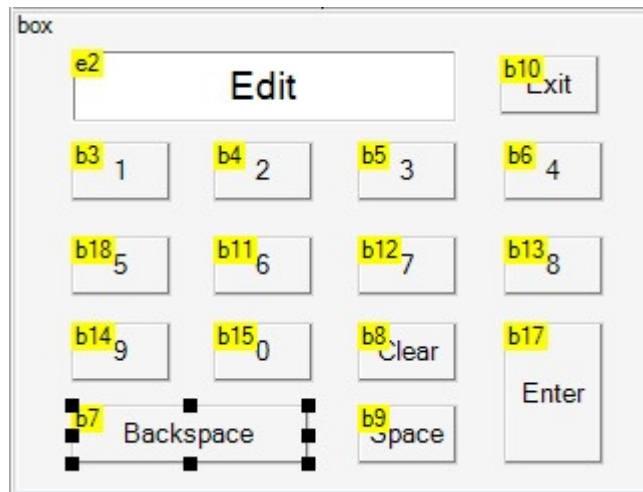 box
e2 Edit b10 Exit
b3 1 b4 2 b5 3 b6 4
b18 5 b11 6 b12 7 b13 8
b14 9 b15 0 b8 Clear b17 Enter
b7 Backspace b9 Space